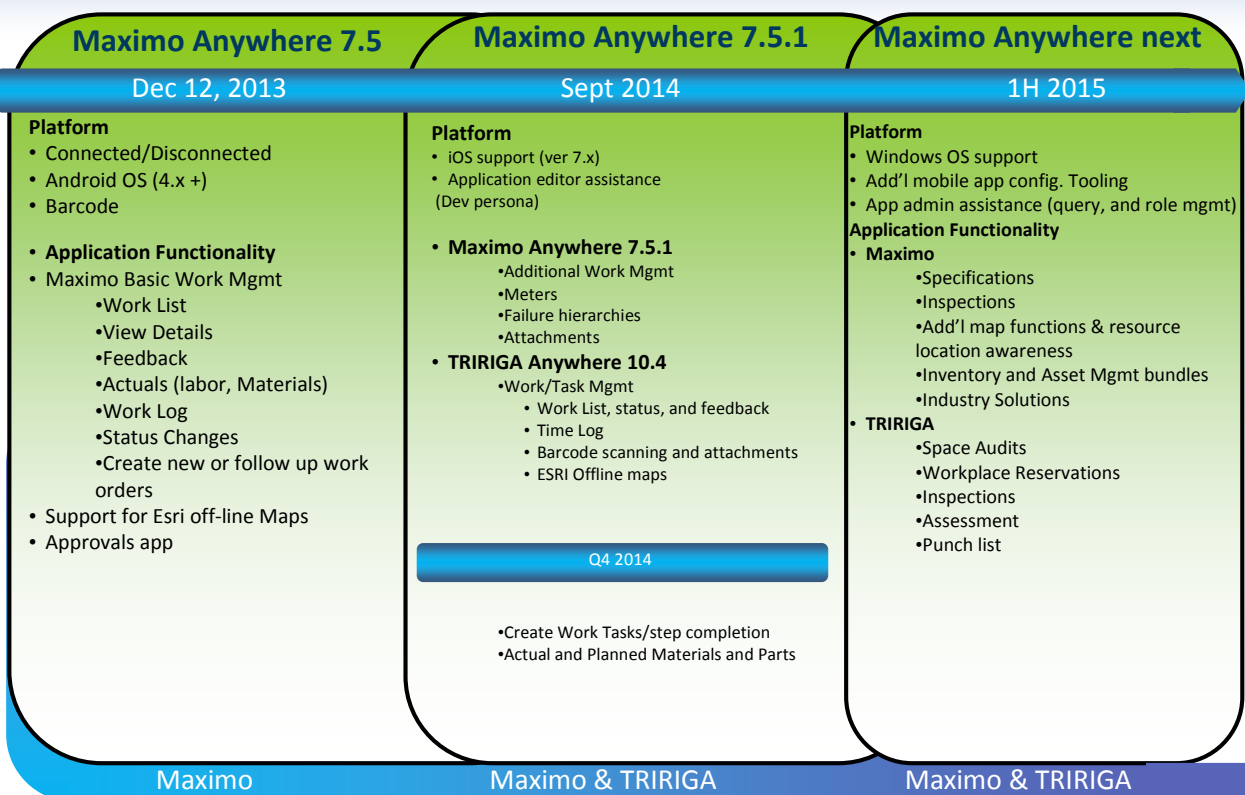 Maximo Anywhere 7.5
Dec 12, 2013
Platform
• Connected/Disconnected
• Android OS (4.x +)
• Barcode
• Application Functionality
• Maximo Basic Work Mgmt
•Work List
•View Details
•Feedback
•Actuals (labor, Materials)
•Work Log
•Status Changes
•Create new or follow up work
orders
• Support for Esri off-line Maps
• Approvals app
Maximo
Maximo Anywhere 7.5.1
Sept 2014
Platform
• iOS support (ver 7.x)
• Application editor assistance
(Dev persona)
• Maximo Anywhere 7.5.1
•Additional Work Mgmt
•Meters
•Failure hierarchies
•Attachments
• TRIRIGA Anywhere 10.4
•Work/Task Mgmt
• Work List, status, and feedback
• Time Log
• Barcode scanning and attachments
• ESRI Offline maps
Q4 2014
•Create Work Tasks/step completion
•Actual and Planned Materials and Parts
Maximo & TRIRIGA
Maximo Anywhere next
1H 2015
Platform
• Windows OS support
• Add'l mobile app config. Tooling
• App admin assistance (query, and role mgmt)
Application Functionality
• Maximo
•Specifications
•Inspections
•Add'l map functions & resource
location awareness
•Inventory and Asset Mgmt bundles
•Industry Solutions
• TRIRIGA
•Space Audits
•Workplace Reservations
•Inspections
•Assessment
•Punch list
Maximo & TRIRIGA